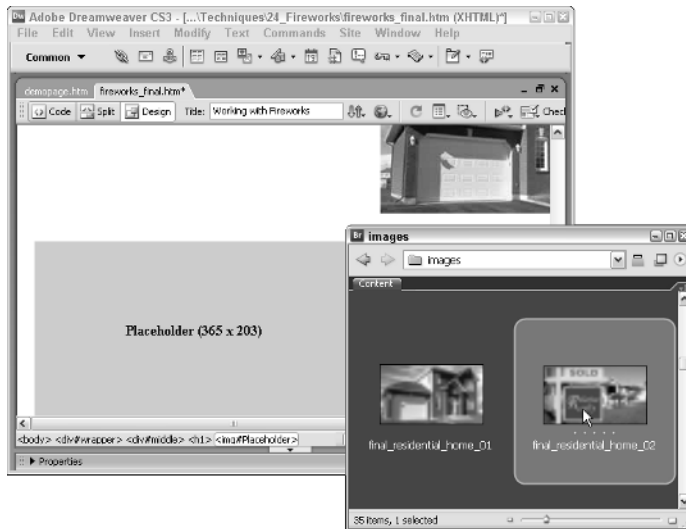 Dw Adobe Dreamweaver CS3 - [...\Techniques\24_Fireworks\fireworks_final.htm (XHTML)*]
File Edit View Insert Modify Text Commands Site Window Help
Common
demopage.htm fireworks_final.htm*
Code Split Design Title: Working with Fireworks Check
Placeholder (365 x 203)
<body> <div#wrapper> <div#middle> <h1> <img#Placeholder>
Properties
Br images
images
Content
SOLD
final_residential_home_01 final_residential_home_02
35 items, 1 selected